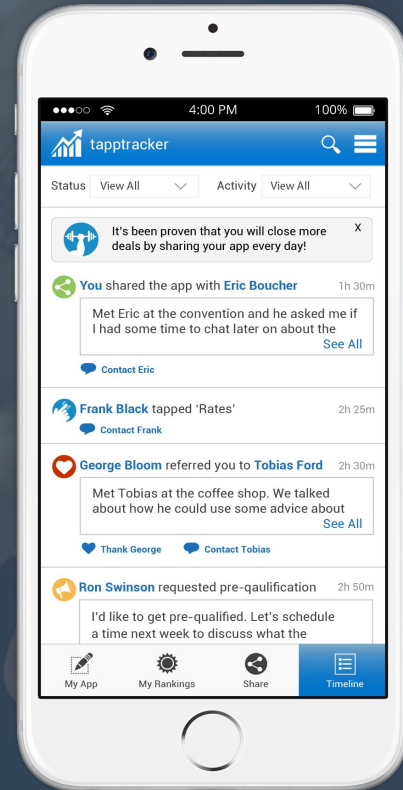 4:00 PM 100%
tapptracker
Status View All Activity View All
It's been proven that you will close more X
deals by sharing your app every day!
You shared the app with Eric Boucher 1h 30m
Met Eric at the convention and he asked me if
I had some time to chat later on about the
See All
Contact Eric
Frank Black tapped ‘Rates’ 2h 25m
Contact Frank
George Bloom referred you to Tobias Ford 2h 30m
Met Tobias at the coffee shop. We talked
about how he could use some advice about
See All
Thank George Contact Tobias
Ron Swinson requested pre-qaulification 2h 50m
I'd like to get pre-qualified. Let's schedule
a time next week to discuss what the
My App My Rankings Share Timeline